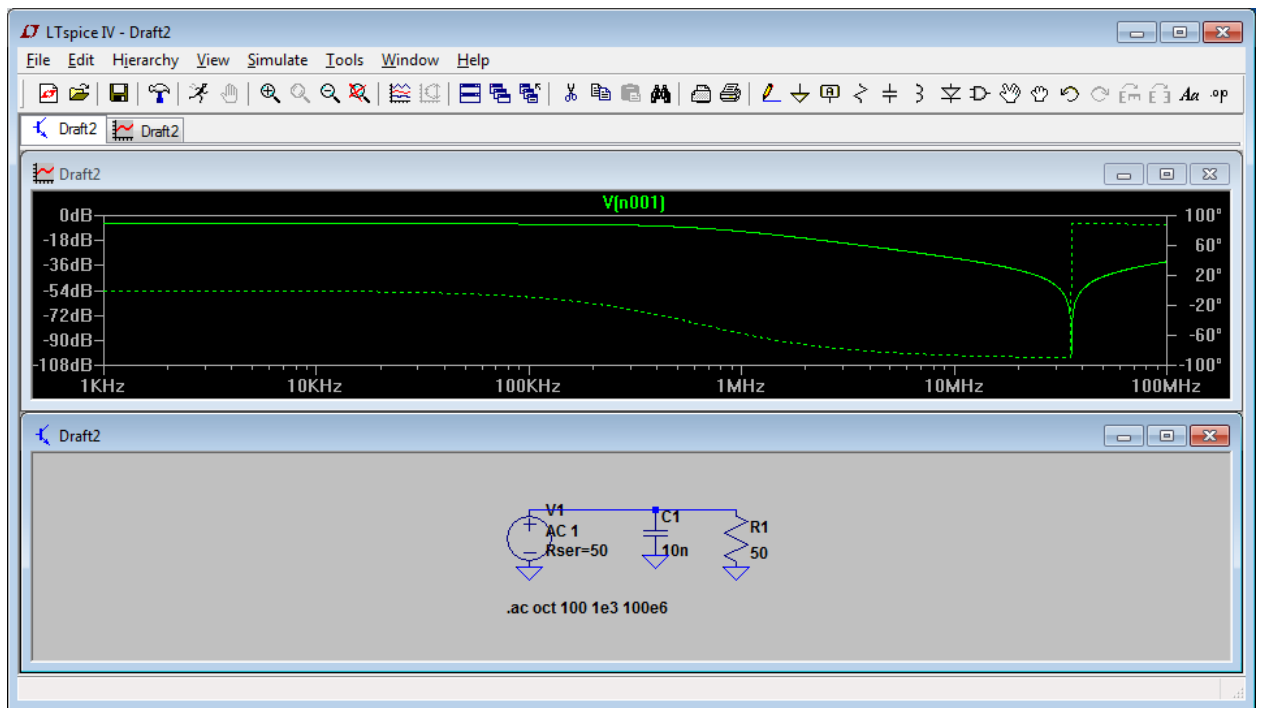 LTspice IV - Draft2
File Edit Hierarchy View Simulate Tools Window Help
Aa .op
Draft2 Draft2
Draft2
V(n001)
0dB 100°
-18dB 60°
-36dB 20°
-54dB -20°
-72dB
-90dB -60°
-108dB -100°
1KHz 10KHz 100KHz 1MHz 10MHz 100MHz
Draft2
V1
AC 1
Rser=50
C1
10n
R1
50
.ac oct 100 1e3 100e6